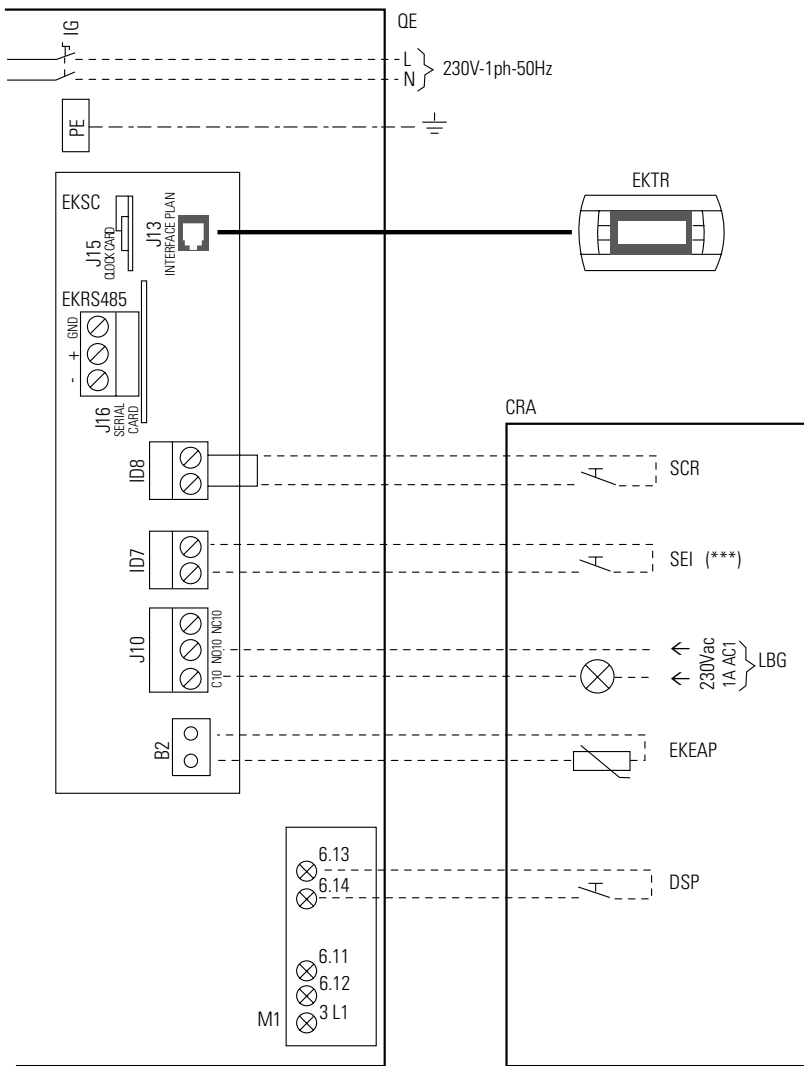 QE
IG
L
N
230V-1ph-50Hz
PE
EKTR
EKSC
J15
CLOCK CARD
J13
INTERFACE PLAN
EKRS485
GND
+
-
J16
SERIAL
CARD
CRA
ID8
SCR
ID7
SEI (***)
J10
C10 NO10 NC10
230Vac
1A AC1
LBG
B2
EKEAP
6.13
6.14
DSP
6.11
6.12
3 L1
M1